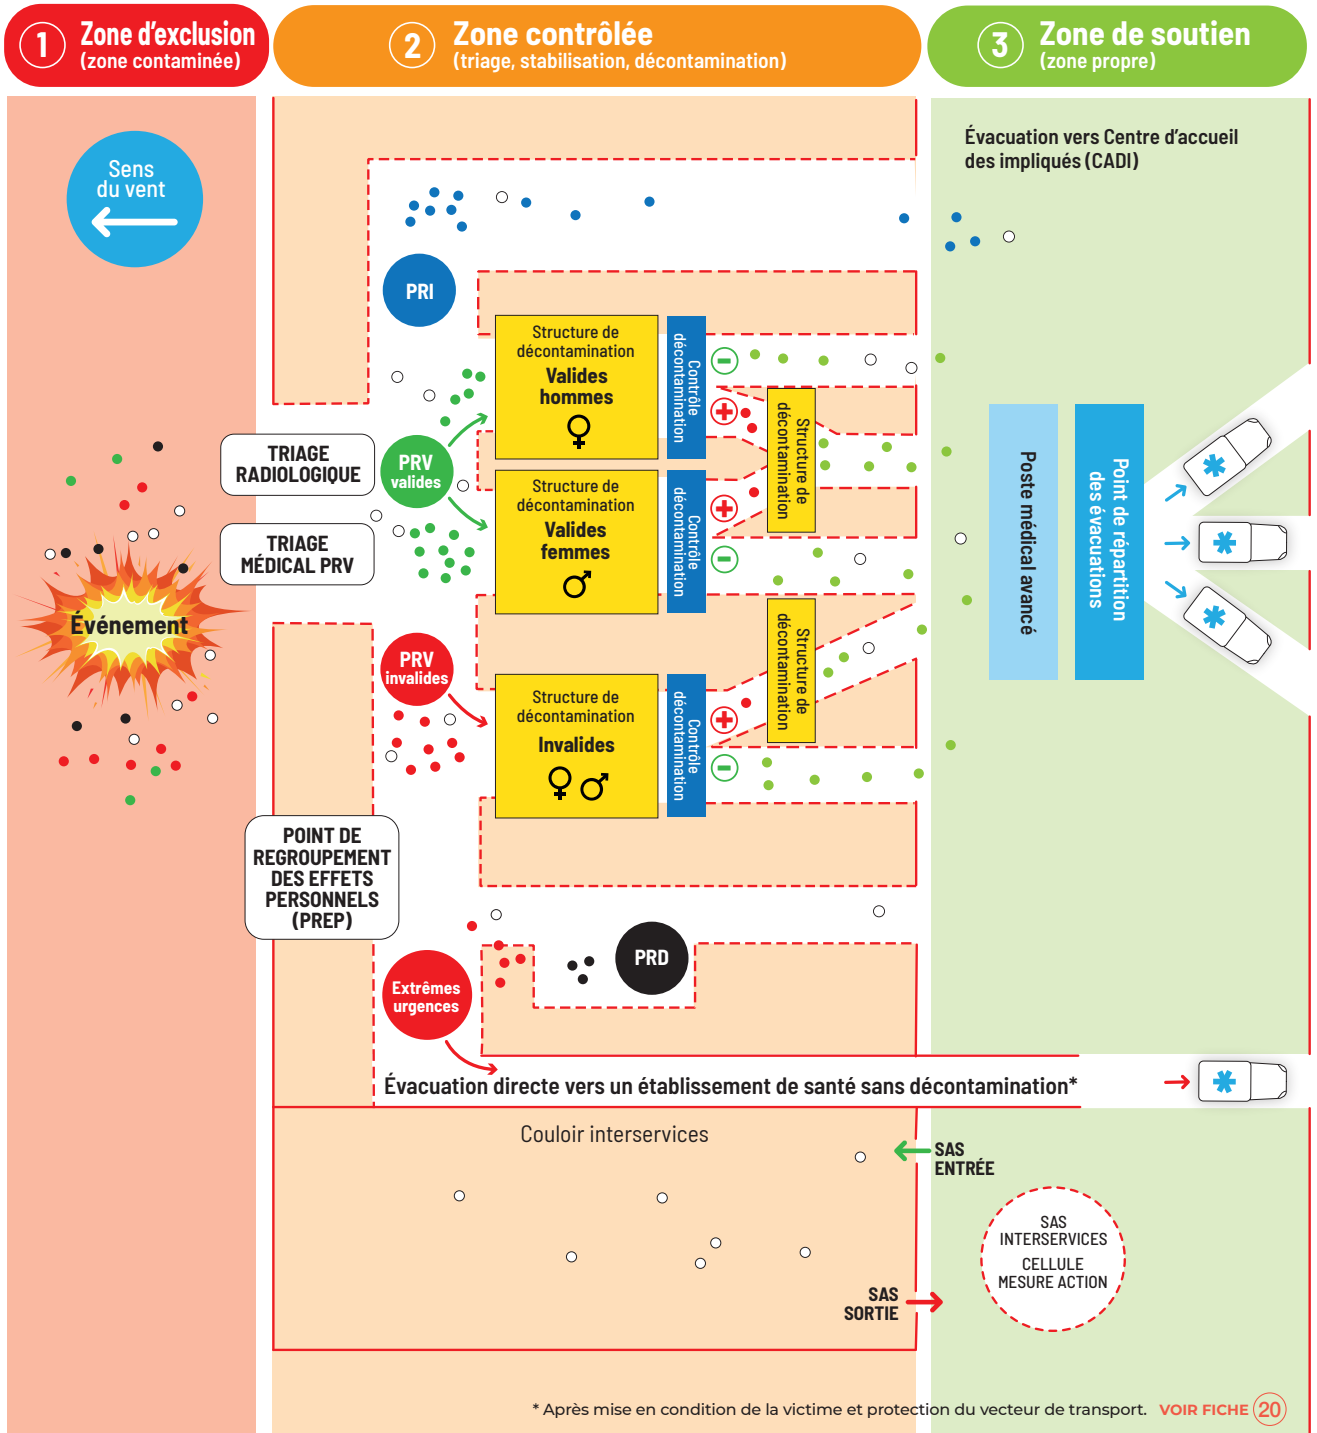 1 Zone d'exclusion
(zone contaminée)
2 Zone contrôlée
(triage, stabilisation, décontamination)
3 Zone de soutien
(zone propre)
Sens
du vent
Évacuation vers Centre d'accueil
des impliqués (CADI)
PRI
Structure de
décontamination
Valides
hommes
Contrôle
décontamination
Structure de
décontamination
TRIAGE
RADIOLOGIQUE
PRV
valides
Structure de
décontamination
Valides
femmes
Contrôle
décontamination
TRIAGE
MÉDICAL PRV
Poste médical avancé
Point de répartition
des évacuations
Événement
PRV
invalides
Structure de
décontamination
Invalides
Contrôle
décontamination
Structure de
décontamination
POINT DE
REGROUPEMENT
DES EFFETS
PERSONNELS
(PREP)
PRD
Extrêmes
urgences
Évacuation directe vers un établissement de santé sans décontamination*
Couloir interservices
SAS
ENTRÉE
SAS
INTERSERVICES
CELLULE
MESURE ACTION
SAS
SORTIE
* Après mise en condition de la victime et protection du vecteur de transport. VOIR FICHE 20